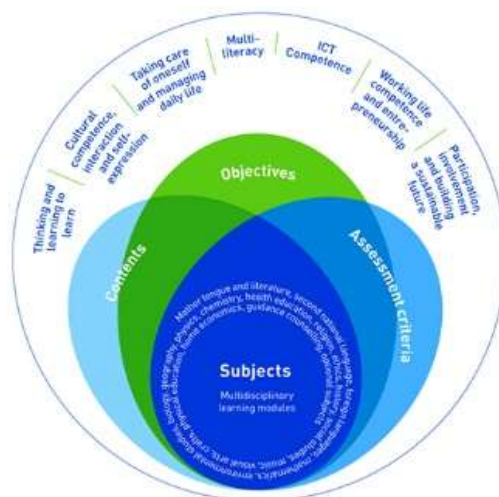 Thinking and
learning to
learn
Cultural
competence,
interaction
and self-
expression
Taking care
of oneself
and managing
daily life
Multi-
literacy
ICT
Competence
Working life
competence
and entre-
preneurship
Participation,
involvement
and building
a sustainable
future
Objectives
Contents
Assessment criteria
Mother tongue and literature, second national language, foreign languages, mathematics, environmental studies, biology, geography, physics, chemistry, health education, religion, ethics, history, social studies, music, visual arts, crafts, physical education, home economics, guidance counselling, optional subjects
Subjects
Multidisciplinary
learning modules